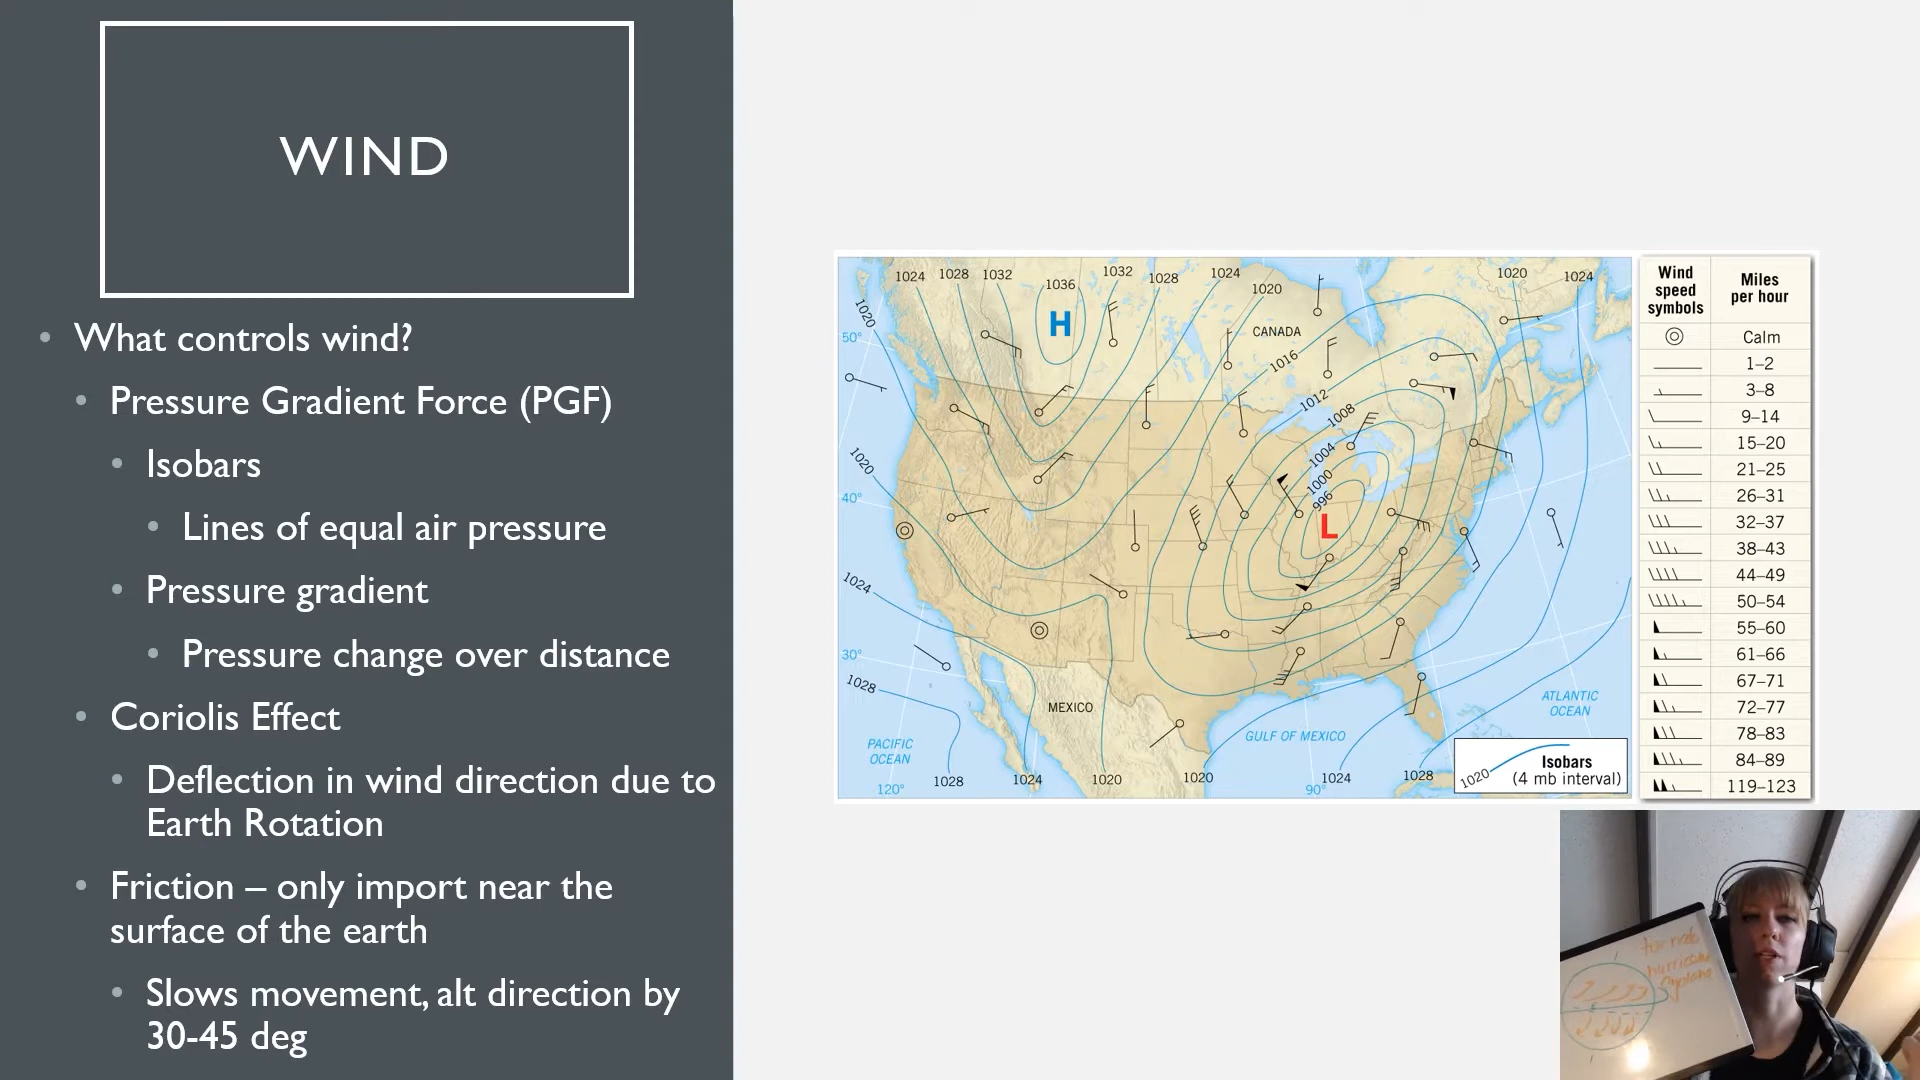 WIND
What controls wind?
Pressure Gradient Force (PGF)
Isobars
Lines of equal air pressure
Pressure gradient
Pressure change over distance
Coriolis Effect
Deflection in wind direction due to
Earth Rotation
Friction – only import near the
surface of the earth
Slows movement, alt direction by
30-45 deg
1024 1028 1032 1036 1032 1028 1024 1020 1020 1024
1020
50°
H
CANADA
1016
1012
1008
1004
1000
996
L
1020
40°
1024
30°
1028
MEXICO
ATLANTIC
OCEAN
GULF OF MEXICO
PACIFIC
OCEAN
1028 1024 1020 1020 1024 1028
120° 90°
1020
Isobars
(4 mb interval)
Wind
speed
symbols
Miles
per hour
Calm
1–2
3–8
9–14
15–20
21–25
26–31
32–37
38–43
44–49
50–54
55–60
61–66
67–71
72–77
78–83
84–89
119–123
hurricane